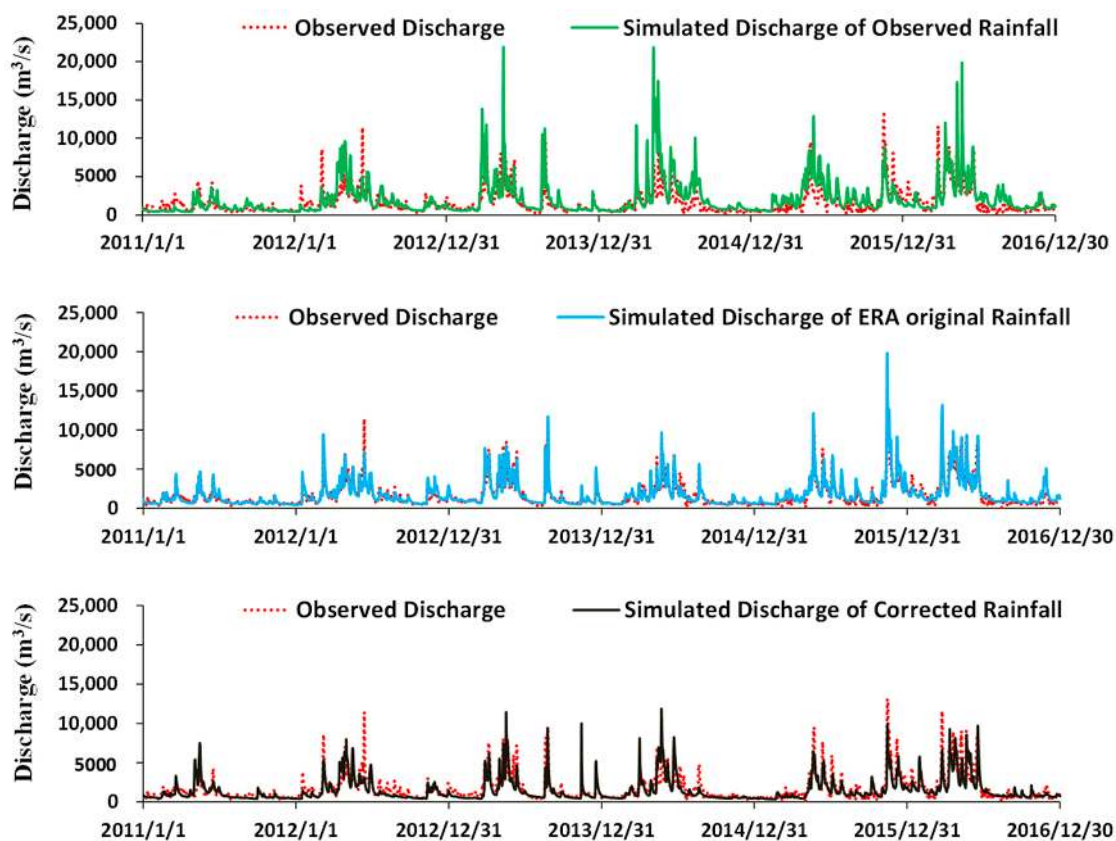 25,000
Observed Discharge Simulated Discharge of Observed Rainfall
20,000
15,000
10,000
5000
0
Discharge (m³/s)
2011/1/1 2012/1/1 2012/12/31 2013/12/31 2014/12/31 2015/12/31 2016/12/30
25,000
Observed Discharge Simulated Discharge of ERA original Rainfall
20,000
15,000
10,000
5000
0
Discharge (m³/s)
2011/1/1 2012/1/1 2012/12/31 2013/12/31 2014/12/31 2015/12/31 2016/12/30
25,000
Observed Discharge Simulated Discharge of Corrected Rainfall
20,000
15,000
10,000
5000
0
Discharge (m³/s)
2011/1/1 2012/1/1 2012/12/31 2013/12/31 2014/12/31 2015/12/31 2016/12/30